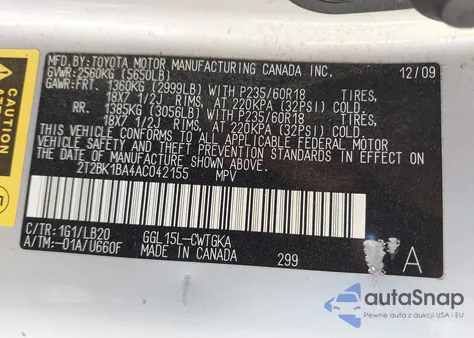 MFD.BY: TOYOTA MOTOR MANUFACTURING CANADA INC. 12/09
GVWR: 2560KG (5650LB)
GAWR: FRT. 1360KG (2999LB) WITH P235/60R18 TIRES,
18X7 1/2J RIMS, AT 220KPA (32PSI) COLD.
RR. 1385KG (3056LB) WITH P235/60R18 TIRES,
18X7 1/2J RIMS, AT 220KPA (32PSI) COLD.
THIS VEHICLE CONFORMS TO ALL APPLICABLE FEDERAL MOTOR
VEHICLE SAFETY STANDARDS IN EFFECT ON THE DATE OF
MANUFACTURE SHOWN ABOVE.
2T2BK1BA4AC042155 MPV
C/TR: 1G1/LB20 GGL15L-CWTGKA
A/TM: -01A/U660F MADE IN CANADA 299 A
autoSnap
Pewne auta z aukcji USA i EU